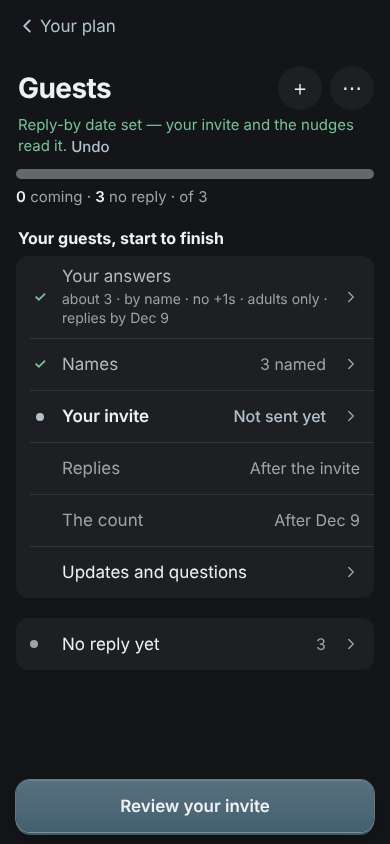 Your plan
Guests
Reply-by date set — your invite and the nudges
read it. Undo
0 coming · 3 no reply · of 3
Your guests, start to finish
Your answers
about 3 · by name · no +1s · adults only ·
replies by Dec 9
Names 3 named
Your invite Not sent yet
Replies After the invite
The count After Dec 9
Updates and questions
No reply yet 3
Review your invite